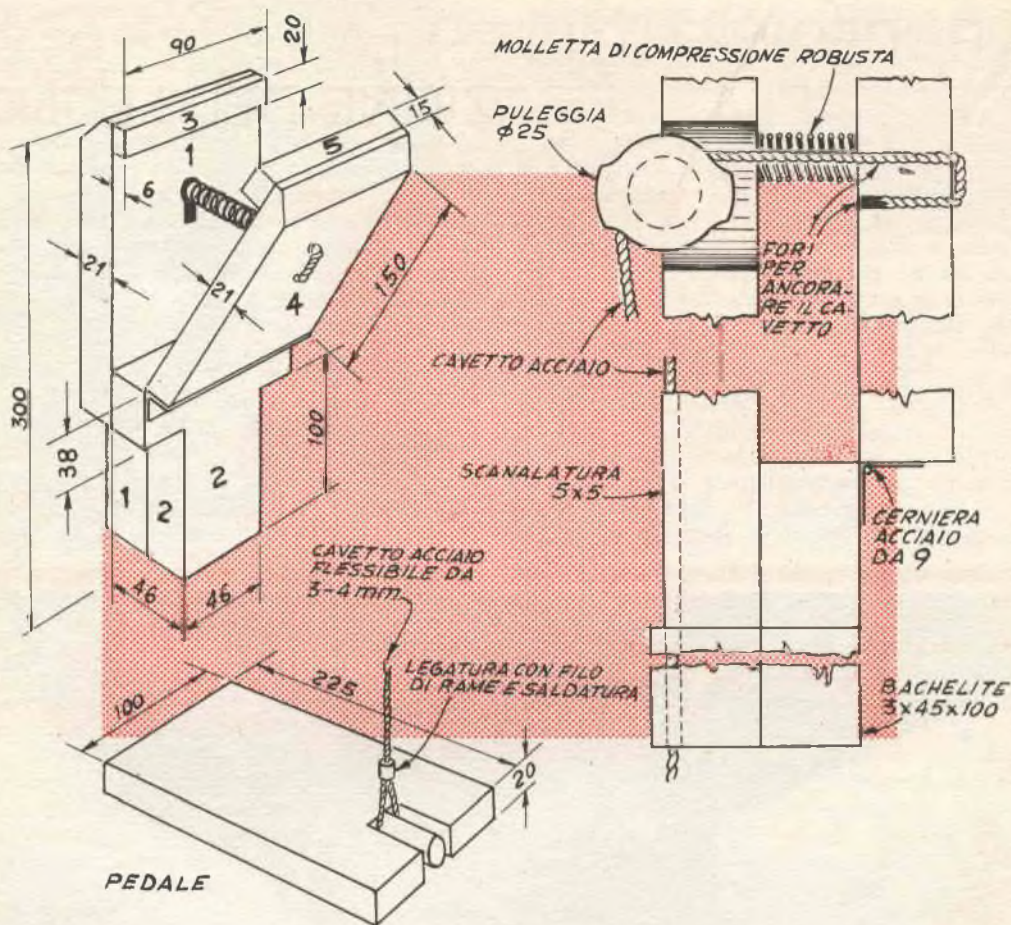 90
20
3
1
5
15
6
21
21
4
150
300
38
100
1
2
2
46
46
MOLLETTA DI COMPRESSIONE ROBUSTA
PULEGGIA
φ25
FORI
PER
ANCORA-
RE IL CA-
VETTO
CAVETTO ACCIAIO
SCANALATURA
5x5
CERNIERA
ACCIAIO
DA 9
BACHELITE
3x45x100
CAVETTO ACCIAIO
FLESSIBILE DA
3-4 mm
LEGATURA CON FILO
DI RAME E SALDATURA
100
225
20
PEDALE